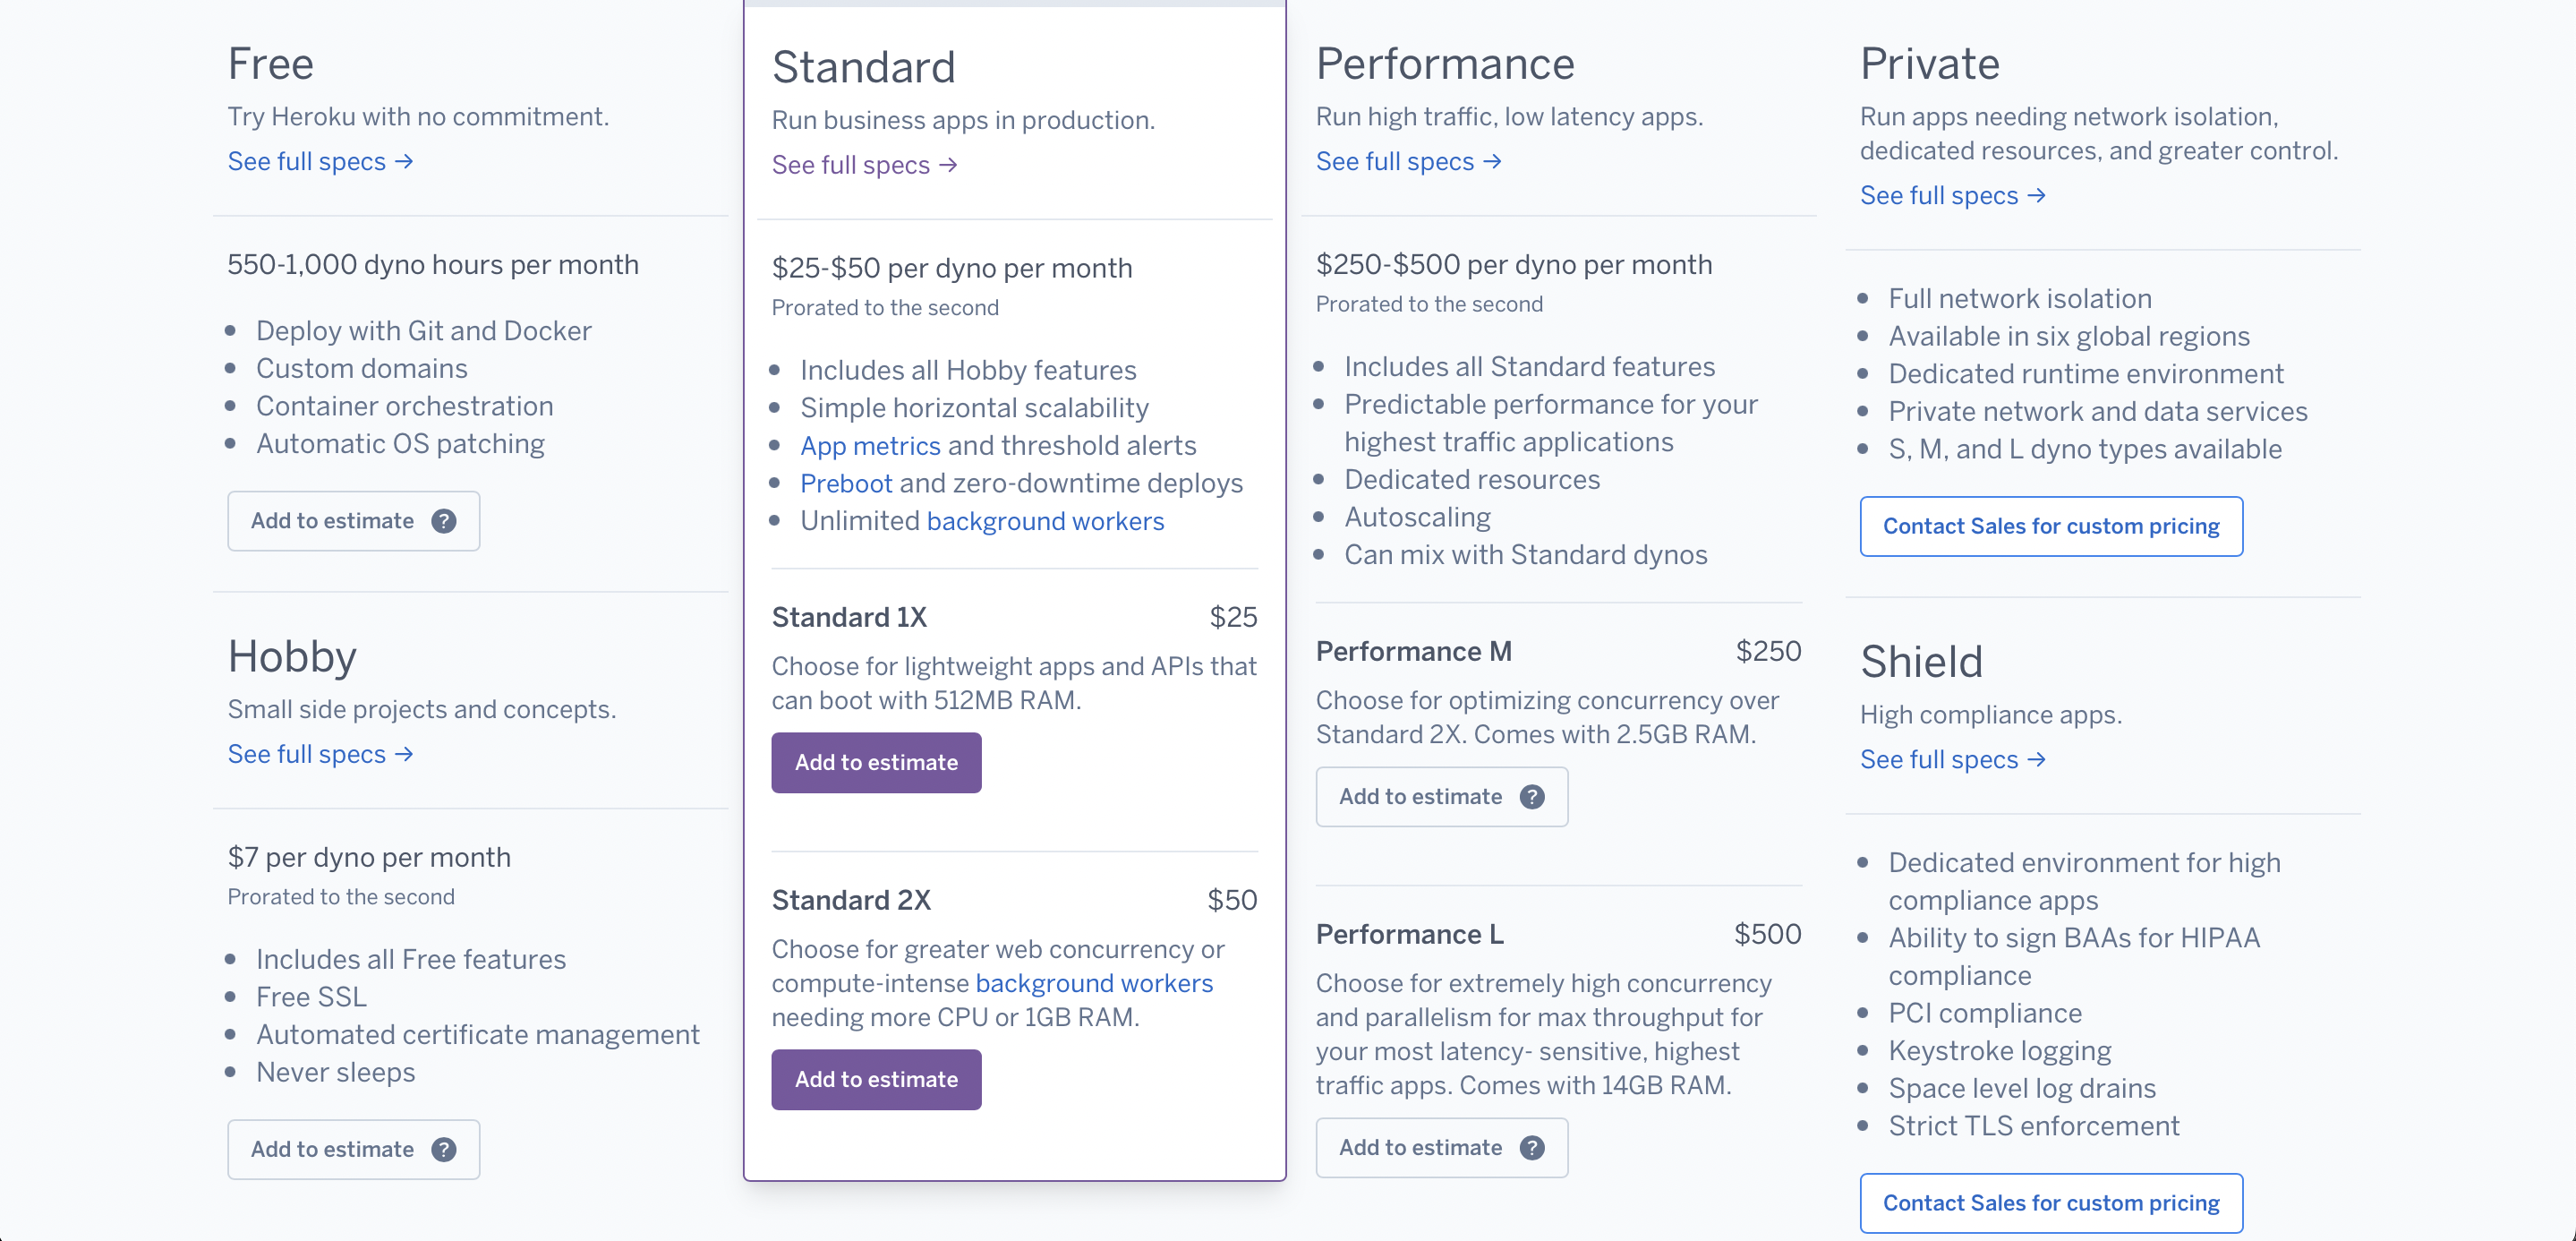 Free
Try Heroku with no commitment.
See full specs →
550-1,000 dyno hours per month
Deploy with Git and Docker
Custom domains
Container orchestration
Automatic OS patching
Add to estimate ?
Hobby
Small side projects and concepts.
See full specs →
$7 per dyno per month
Prorated to the second
Includes all Free features
Free SSL
Automated certificate management
Never sleeps
Add to estimate ?
Standard
Run business apps in production.
See full specs →
$25-$50 per dyno per month
Prorated to the second
Includes all Hobby features
Simple horizontal scalability
App metrics and threshold alerts
Preboot and zero-downtime deploys
Unlimited background workers
Standard 1X $25
Choose for lightweight apps and APIs that
can boot with 512MB RAM.
Add to estimate
Standard 2X $50
Choose for greater web concurrency or
compute-intense background workers
needing more CPU or 1GB RAM.
Add to estimate
Performance
Run high traffic, low latency apps.
See full specs →
$250-$500 per dyno per month
Prorated to the second
Includes all Standard features
Predictable performance for your
highest traffic applications
Dedicated resources
Autoscaling
Can mix with Standard dynos
Performance M $250
Choose for optimizing concurrency over
Standard 2X. Comes with 2.5GB RAM.
Add to estimate ?
Performance L $500
Choose for extremely high concurrency
and parallelism for max throughput for
your most latency- sensitive, highest
traffic apps. Comes with 14GB RAM.
Add to estimate ?
Private
Run apps needing network isolation,
dedicated resources, and greater control.
See full specs →
Full network isolation
Available in six global regions
Dedicated runtime environment
Private network and data services
S, M, and L dyno types available
Contact Sales for custom pricing
Shield
High compliance apps.
See full specs →
Dedicated environment for high
compliance apps
Ability to sign BAAs for HIPAA
compliance
PCI compliance
Keystroke logging
Space level log drains
Strict TLS enforcement
Contact Sales for custom pricing